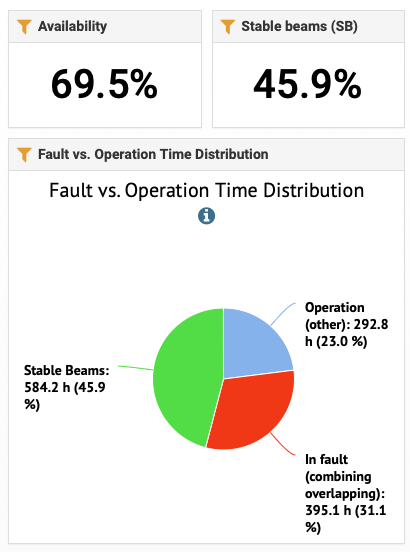 Availability
Stable beams (SB)
69.5%
45.9%
Fault vs. Operation Time Distribution
Fault vs. Operation Time Distribution
i
Operation
(other): 292.8
h (23.0 %)
Stable Beams:
584.2 h (45.9
%)
In fault
(combining
overlapping):
395.1 h (31.1
%)